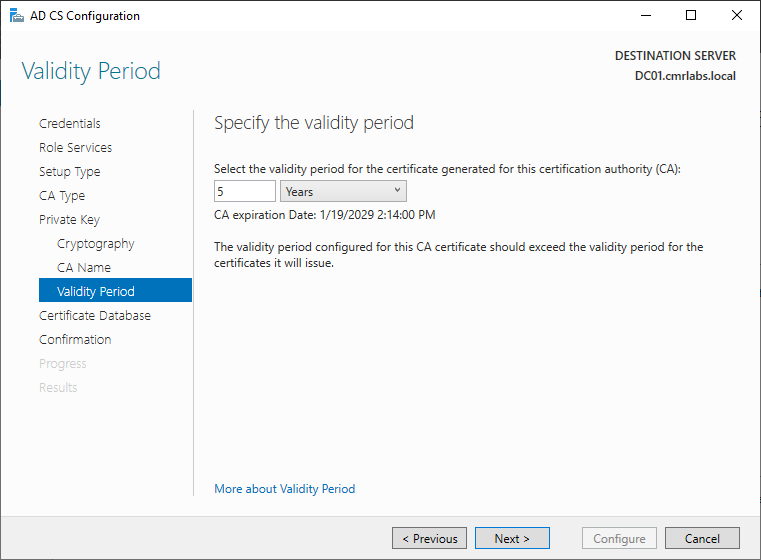 AD CS Configuration
Validity Period
DESTINATION SERVER
DC01.cmrlabs.local
Credentials
Role Services
Setup Type
CA Type
Private Key
Cryptography
CA Name
Validity Period
Certificate Database
Confirmation
Progress
Results
Specify the validity period
Select the validity period for the certificate generated for this certification authority (CA):
5 Years
CA expiration Date: 1/19/2029 2:14:00 PM
The validity period configured for this CA certificate should exceed the validity period for the
certificates it will issue.
More about Validity Period
< Previous Next > Configure Cancel